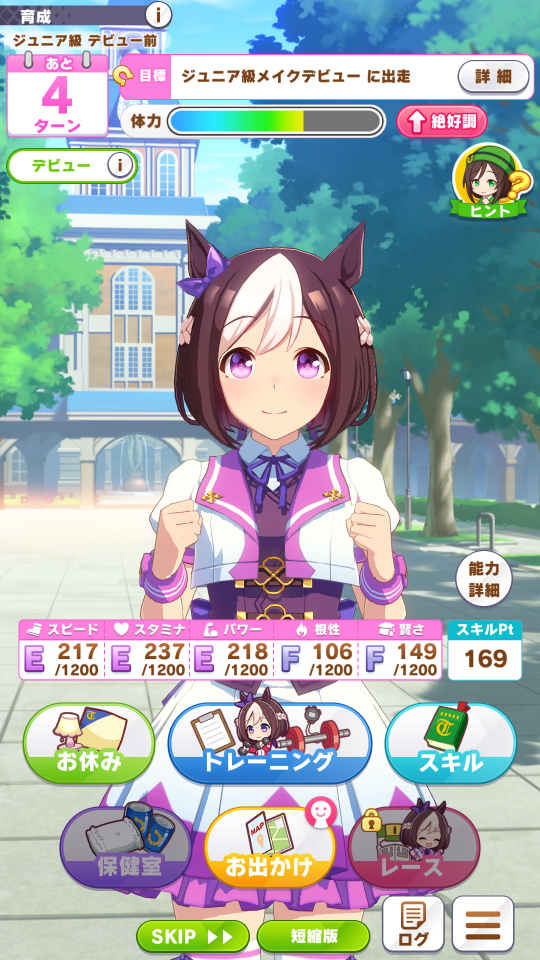 育成
i
ジュニア級 デビュー前
あと
4
ターン
目標
ジュニア級メイクデビュー に出走
詳細
体力
絶好調
デビュー
i
?
ヒント
能力
詳細
スピード
スタミナ
パワー
根性
賢さ
スキルPt
E 217 /1200
E 237 /1200
E 218 /1200
F 106 /1200
F 149 /1200
169
お休み
トレーニング
スキル
保健室
MAP
お出かけ
レース
SKIP
短縮版
ログ